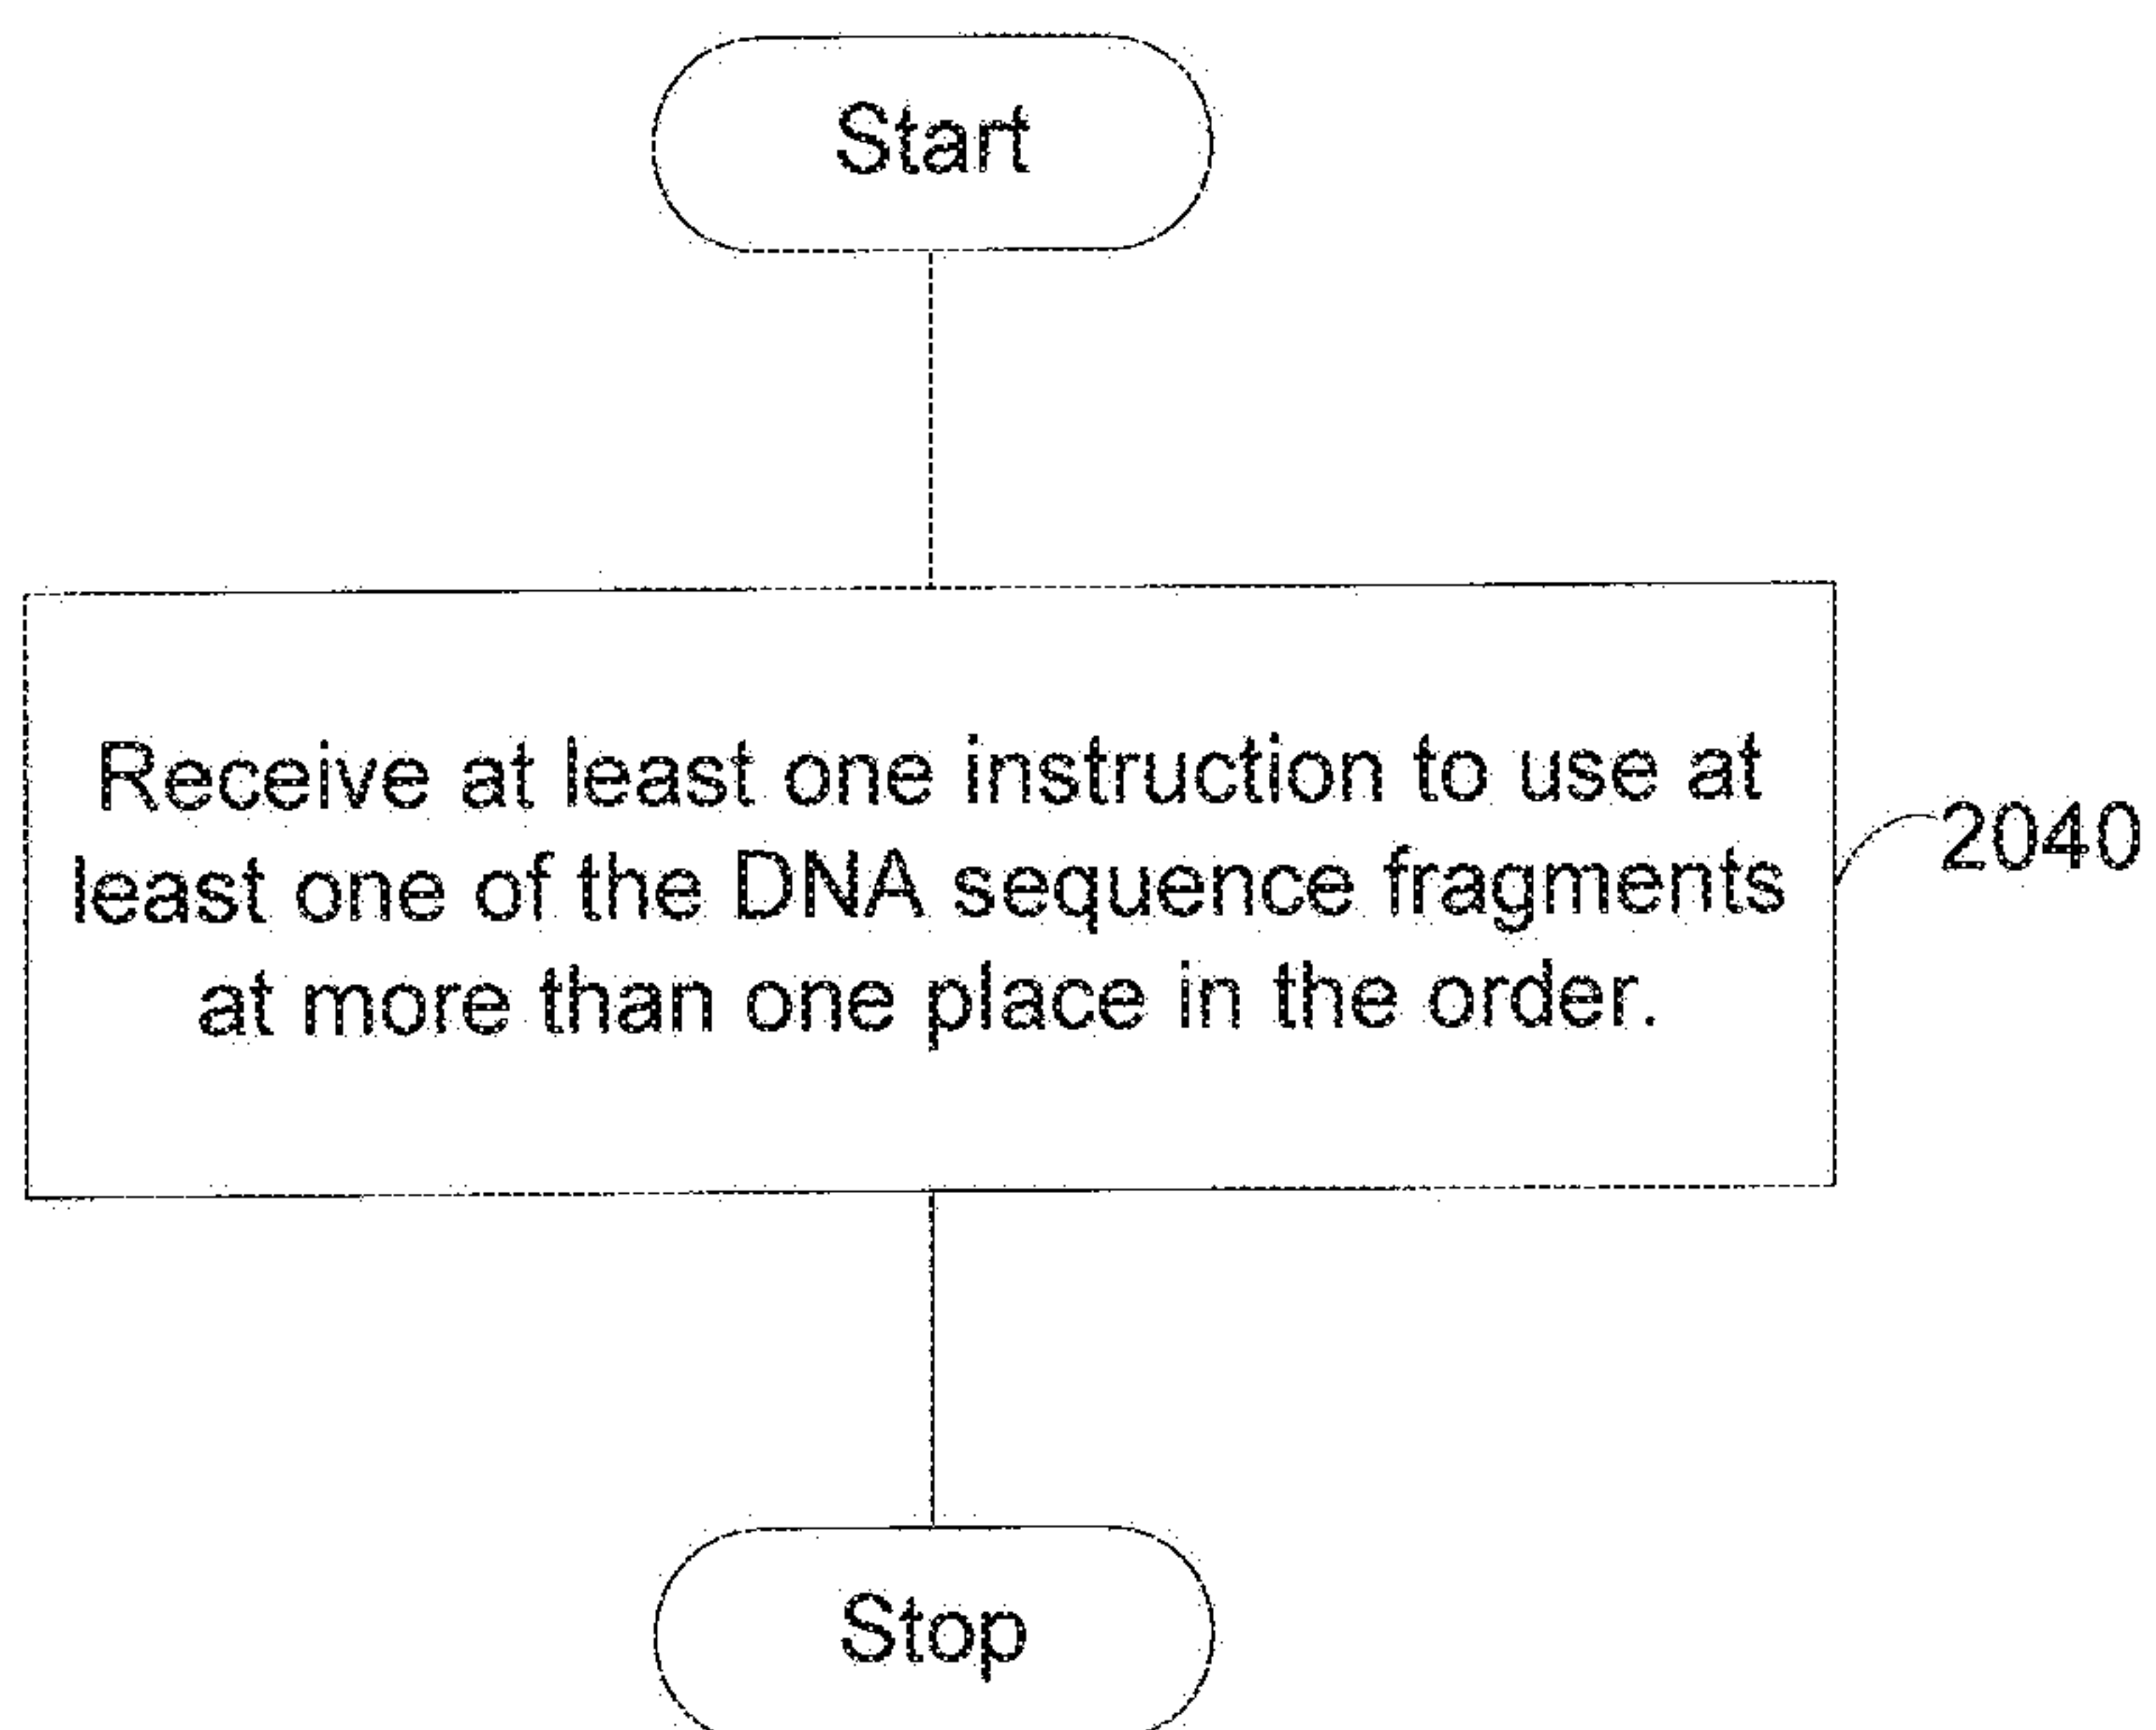 Start
Receive at least one instruction to use at
least one of the DNA sequence fragments
at more than one place in the order.
2040
Stop